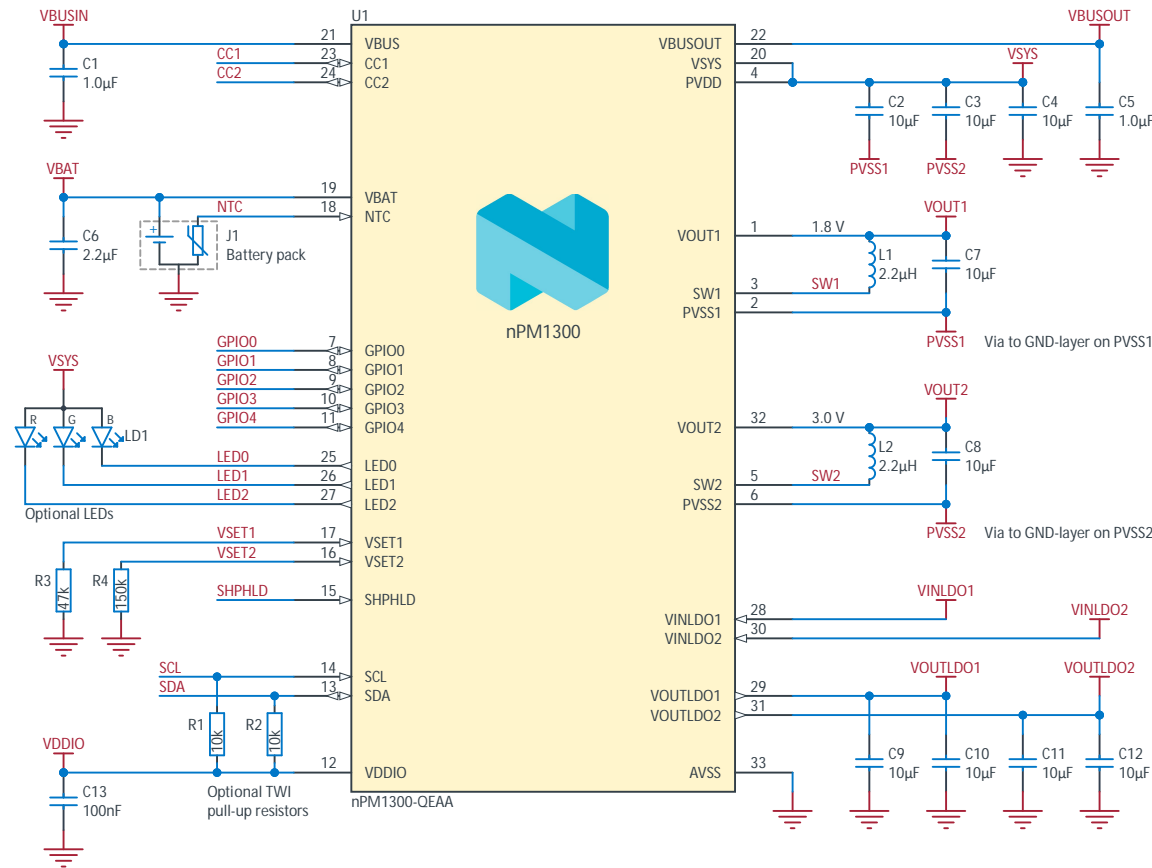 U1
VBUSIN
21 VBUS
CC1 23 CC1
CC2 24 CC2
C1
1.0µF
VBAT
19 VBAT
NTC 18 NTC
C6
2.2µF
+
J1
Battery pack
GPIO0 7 GPIO0
GPIO1 8 GPIO1
GPIO2 9 GPIO2
GPIO3 10 GPIO3
GPIO4 11 GPIO4
VSYS
R G B
LD1
LED0 25 LED0
LED1 26 LED1
LED2 27 LED2
Optional LEDs
VSET1 17 VSET1
VSET2 16 VSET2
R3 47k
R4 150k
SHPHLD 15 SHPHLD
SCL 14 SCL
SDA 13 SDA
R1 10k
R2 10k
VDDIO
12 VDDIO
C13
100nF
Optional TWI
pull-up resistors
nPM1300-QEAA
nPM1300
VBUSOUT
VBUSOUT 22
VSYS 20
PVDD 4
VSYS
C2
10µF
C3
10µF
C4
10µF
C5
1.0µF
PVSS1
PVSS2
VOUT1
VOUT1 1 1.8 V
L1
2.2µH
C7
10µF
SW1 3 SW1
PVSS1 2
PVSS1 Via to GND-layer on PVSS1
VOUT2
VOUT2 32 3.0 V
L2
2.2µH
C8
10µF
SW2 5 SW2
PVSS2 6
PVSS2 Via to GND-layer on PVSS2
VINLDO1
VINLDO2
VINLDO1 28
VINLDO2 30
VOUTLDO1
VOUTLDO2
VOUTLDO1 29
VOUTLDO2 31
C9
10µF
C10
10µF
C11
10µF
C12
10µF
AVSS 33